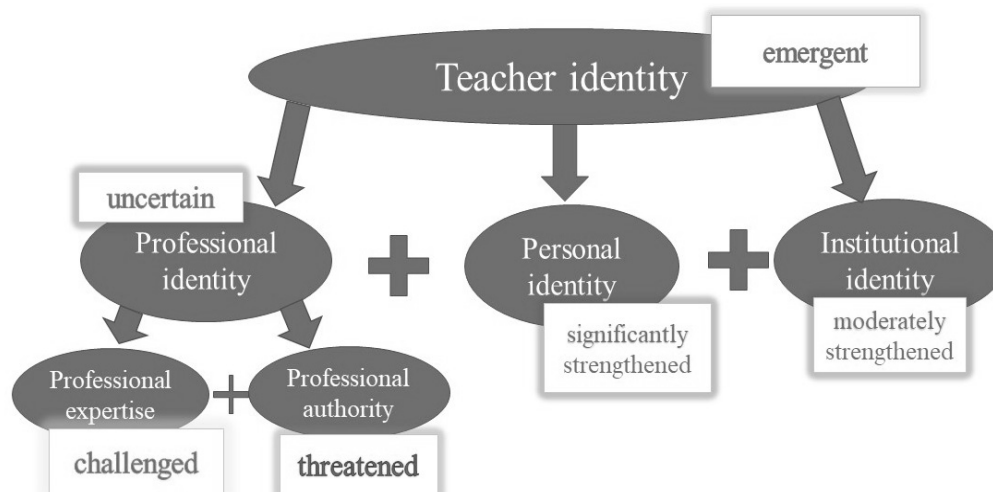 Teacher identity
emergent
uncertain
Professional
identity
+
Personal
identity
+
Institutional
identity
significantly
strengthened
moderately
strengthened
Professional
expertise
+
Professional
authority
challenged
threatened